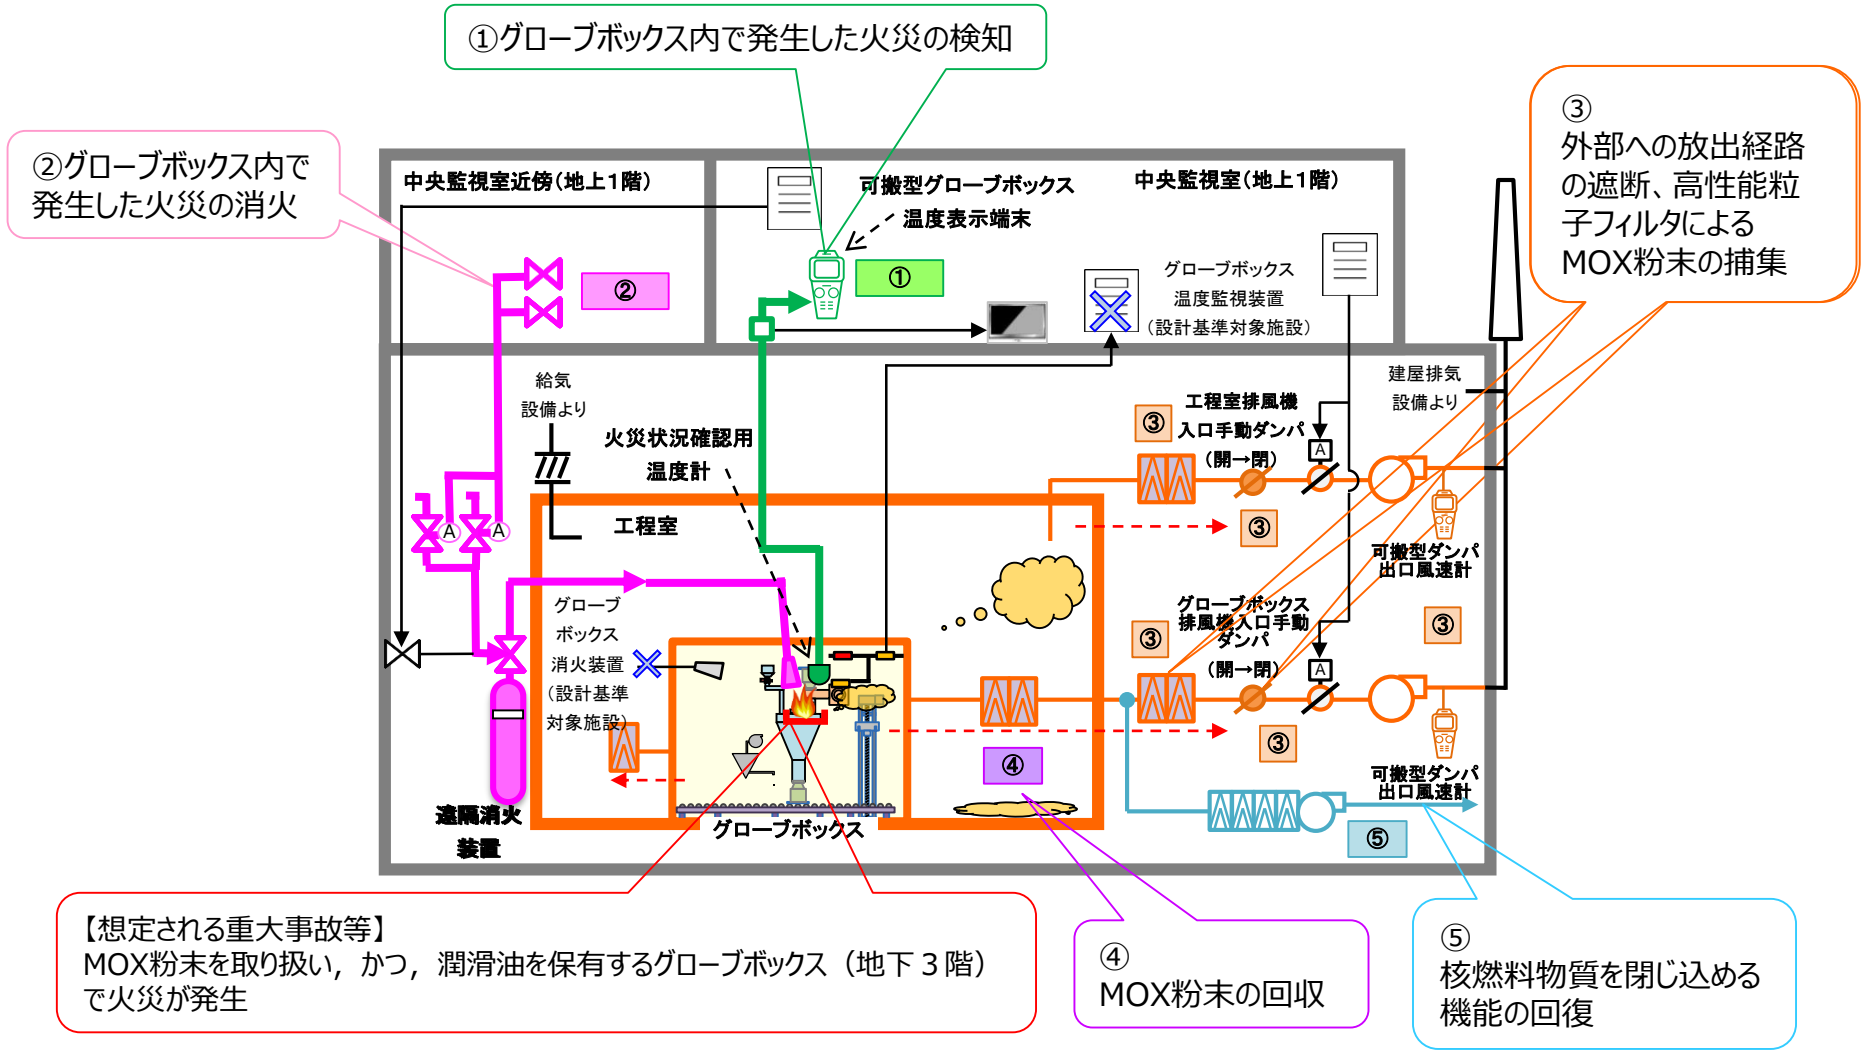 ①グローブボックス内で発生した火災の検知
②グローブボックス内で
発生した火災の消火
③
外部への放出経路
の遮断、高性能粒
子フィルタによる
MOX粉末の捕集
中央監視室近傍(地上1階)
可搬型グローブボックス
温度表示端末
中央監視室(地上1階)
②
①
グローブボックス
温度監視装置
(設計基準対象施設)
給気
設備より
火災状況確認用
温度計
工程室排風機
入口手動ダンパ
(開→閉)
③
A
建屋排気
設備より
A
A
工程室
③
可搬型ダンパ
出口風速計
グローブ
ボックス
消火装置
(設計基準
対象施設)
グローブボックス
排風機入口手動
ダンパ
(開→閉)
③
③
A
③
④
可搬型ダンパ
出口風速計
遠隔消火
装置
グローブボックス
⑤
【想定される重大事故等】
MOX粉末を取り扱い，かつ，潤滑油を保有するグローブボックス（地下３階）
で火災が発生
④
MOX粉末の回収
⑤
核燃料物質を閉じ込める
機能の回復